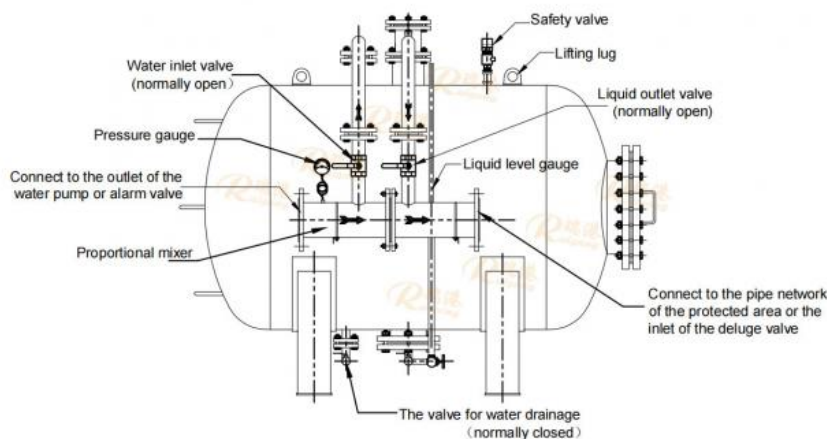 Safety valve
Lifting lug
Water inlet valve
(normally open）
Liquid outlet valve
(normally open)
Pressure gauge
Liquid level gauge
Connect to the outlet of the
water pump or alarm valve
Proportional mixer
Connect to the pipe network
of the protected area or the
inlet of the deluge valve
The valve for water drainage
（normally closed）